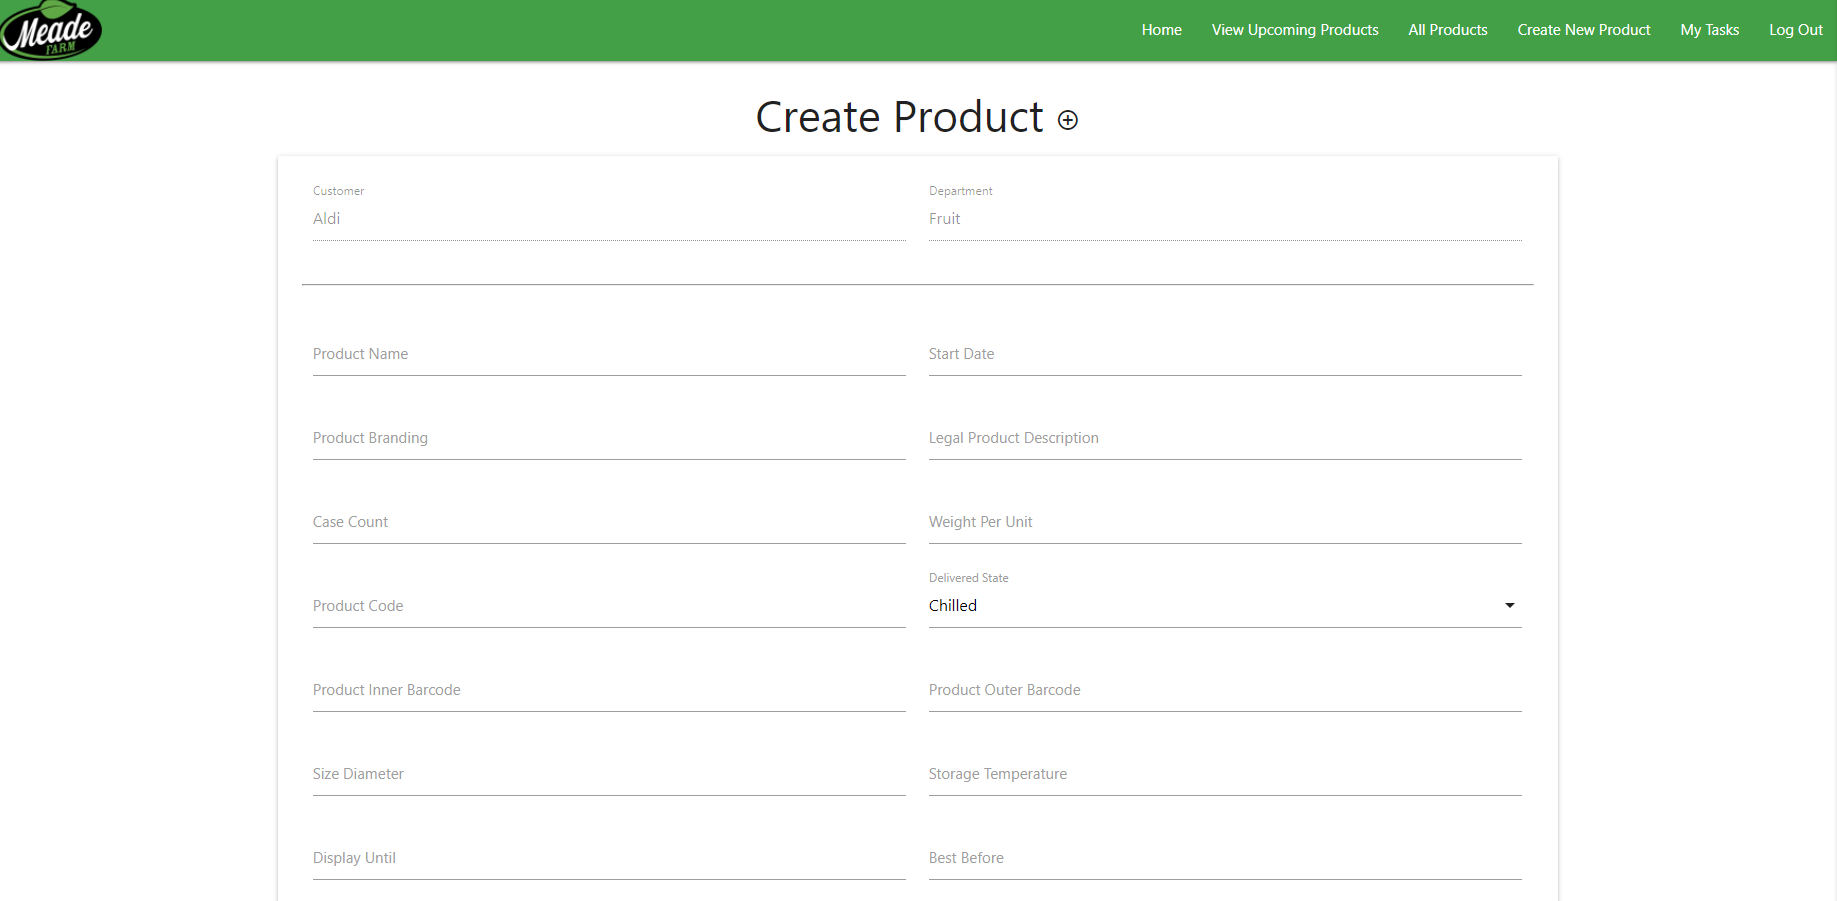 Meade
FARM
Home View Upcoming Products All Products Create New Product My Tasks Log Out
Create Product
Customer Department
Aldi Fruit
Product Name Start Date
Product Branding Legal Product Description
Case Count Weight Per Unit
Delivered State
Product Code Chilled
Product Inner Barcode Product Outer Barcode
Size Diameter Storage Temperature
Display Until Best Before